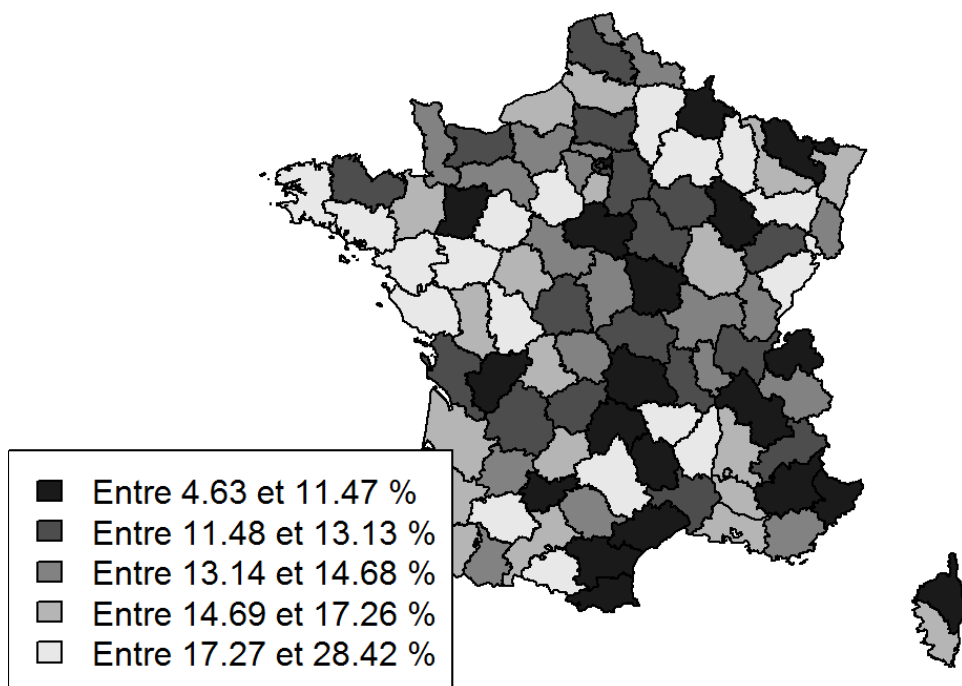 Entre 4.63 et 11.47 %
Entre 11.48 et 13.13 %
Entre 13.14 et 14.68 %
Entre 14.69 et 17.26 %
Entre 17.27 et 28.42 %